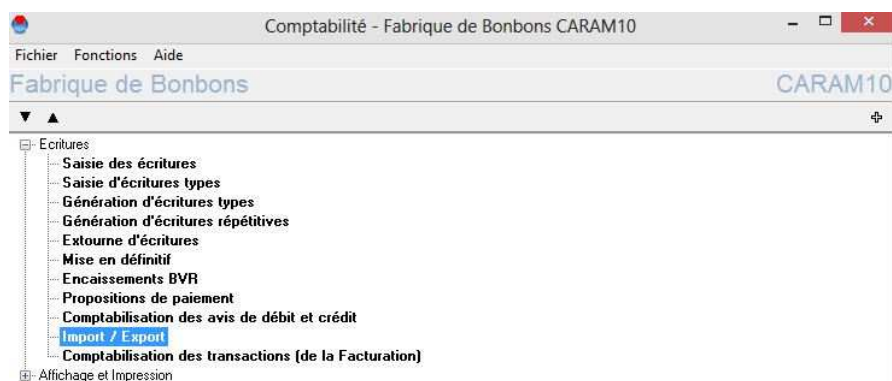 Comptabilité - Fabrique de Bonbons CARAM10
Fichier Fonctions Aide
Fabrique de Bonbons CARAM10
Ecritures
Saisie des écritures
Saisie d'écritures types
Génération d'écritures types
Génération d'écritures répétitives
Extourne d'écritures
Mise en définitif
Encaissements BVR
Propositions de paiement
Comptabilisation des avis de débit et crédit
Import / Export
Comptabilisation des transactions (de la Facturation)
Affichage et Impression